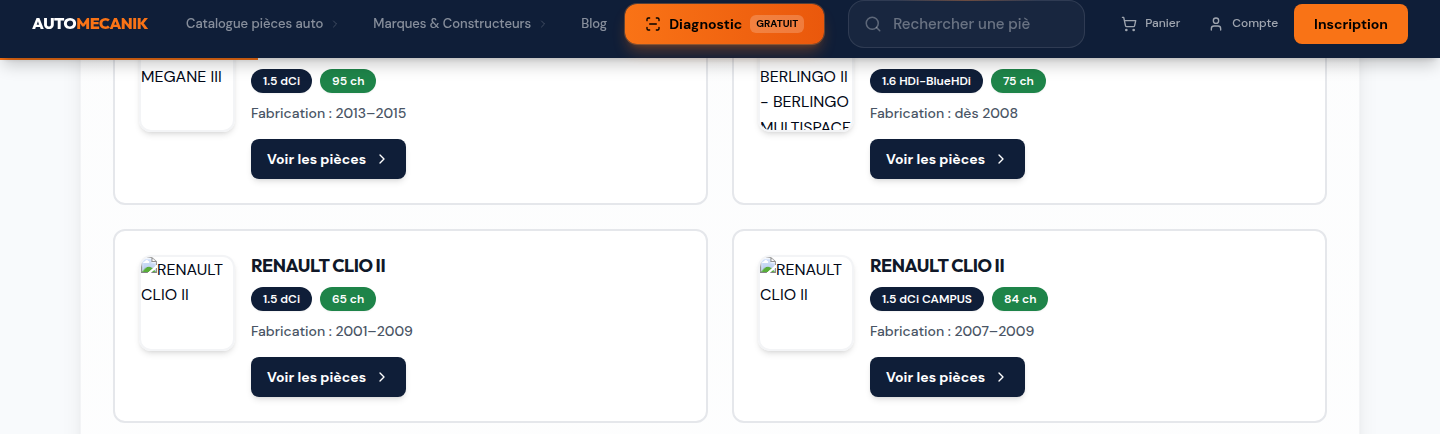 AUTOMECANIK
Catalogue pièces auto
Marques & Constructeurs
Blog
Diagnostic GRATUIT
Rechercher une piè
Panier
Compte
Inscription
MEGANE III
1.5 dCi 95 ch
Fabrication : 2013–2015
Voir les pièces
BERLINGO II
- BERLINGO
MULTISPACE
1.6 HDi-BlueHDi 75 ch
Fabrication : dès 2008
Voir les pièces
RENAULT
CLIO II
RENAULT CLIO II
1.5 dCi 65 ch
Fabrication : 2001–2009
Voir les pièces
RENAULT
CLIO II
RENAULT CLIO II
1.5 dCi CAMPUS 84 ch
Fabrication : 2007–2009
Voir les pièces